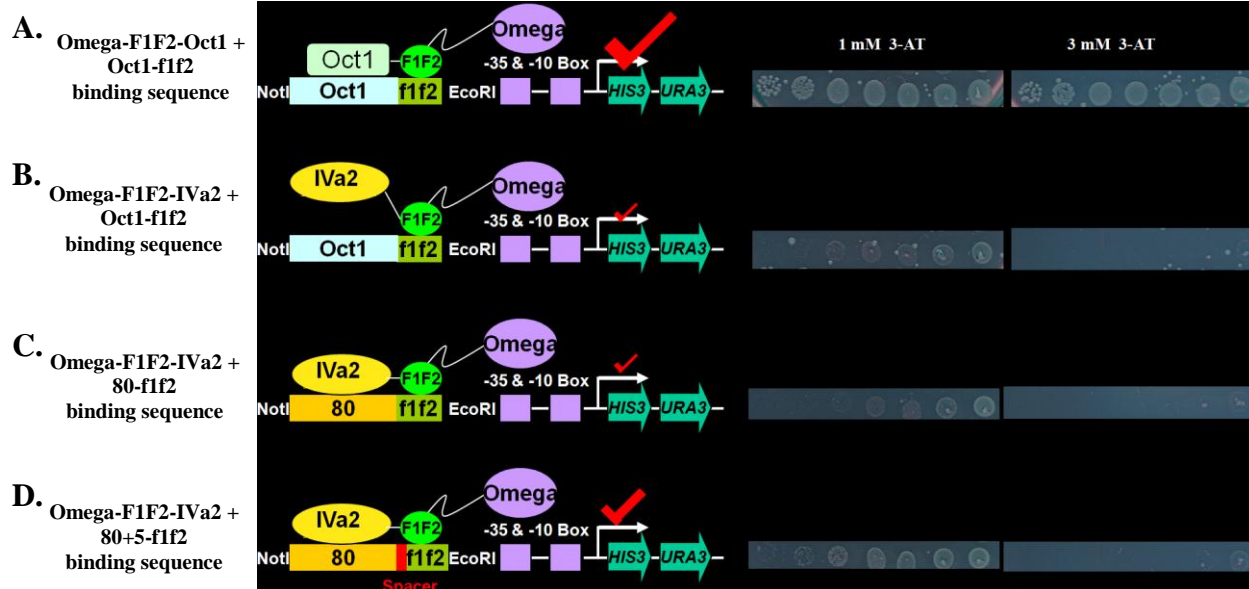 A. Omega-F1F2-Oct1 +
Oct1-f1f2
binding sequence
Oct1 F1F2 Omega
-35 & -10 Box
NotI Oct1 f1f2 EcoRI HIS3 URA3
1 mM 3-AT 3 mM 3-AT
B. Omega-F1F2-IVa2 +
Oct1-f1f2
binding sequence
IVa2 F1F2 Omega
-35 & -10 Box
NotI Oct1 f1f2 EcoRI HIS3 URA3
C. Omega-F1F2-IVa2 +
80-f1f2
binding sequence
IVa2 F1F2 Omega
-35 & -10 Box
NotI 80 f1f2 EcoRI HIS3 URA3
D. Omega-F1F2-IVa2 +
80+5-f1f2
binding sequence
IVa2 F1F2 Omega
-35 & -10 Box
NotI 80 f1f2 EcoRI HIS3 URA3
Spacer